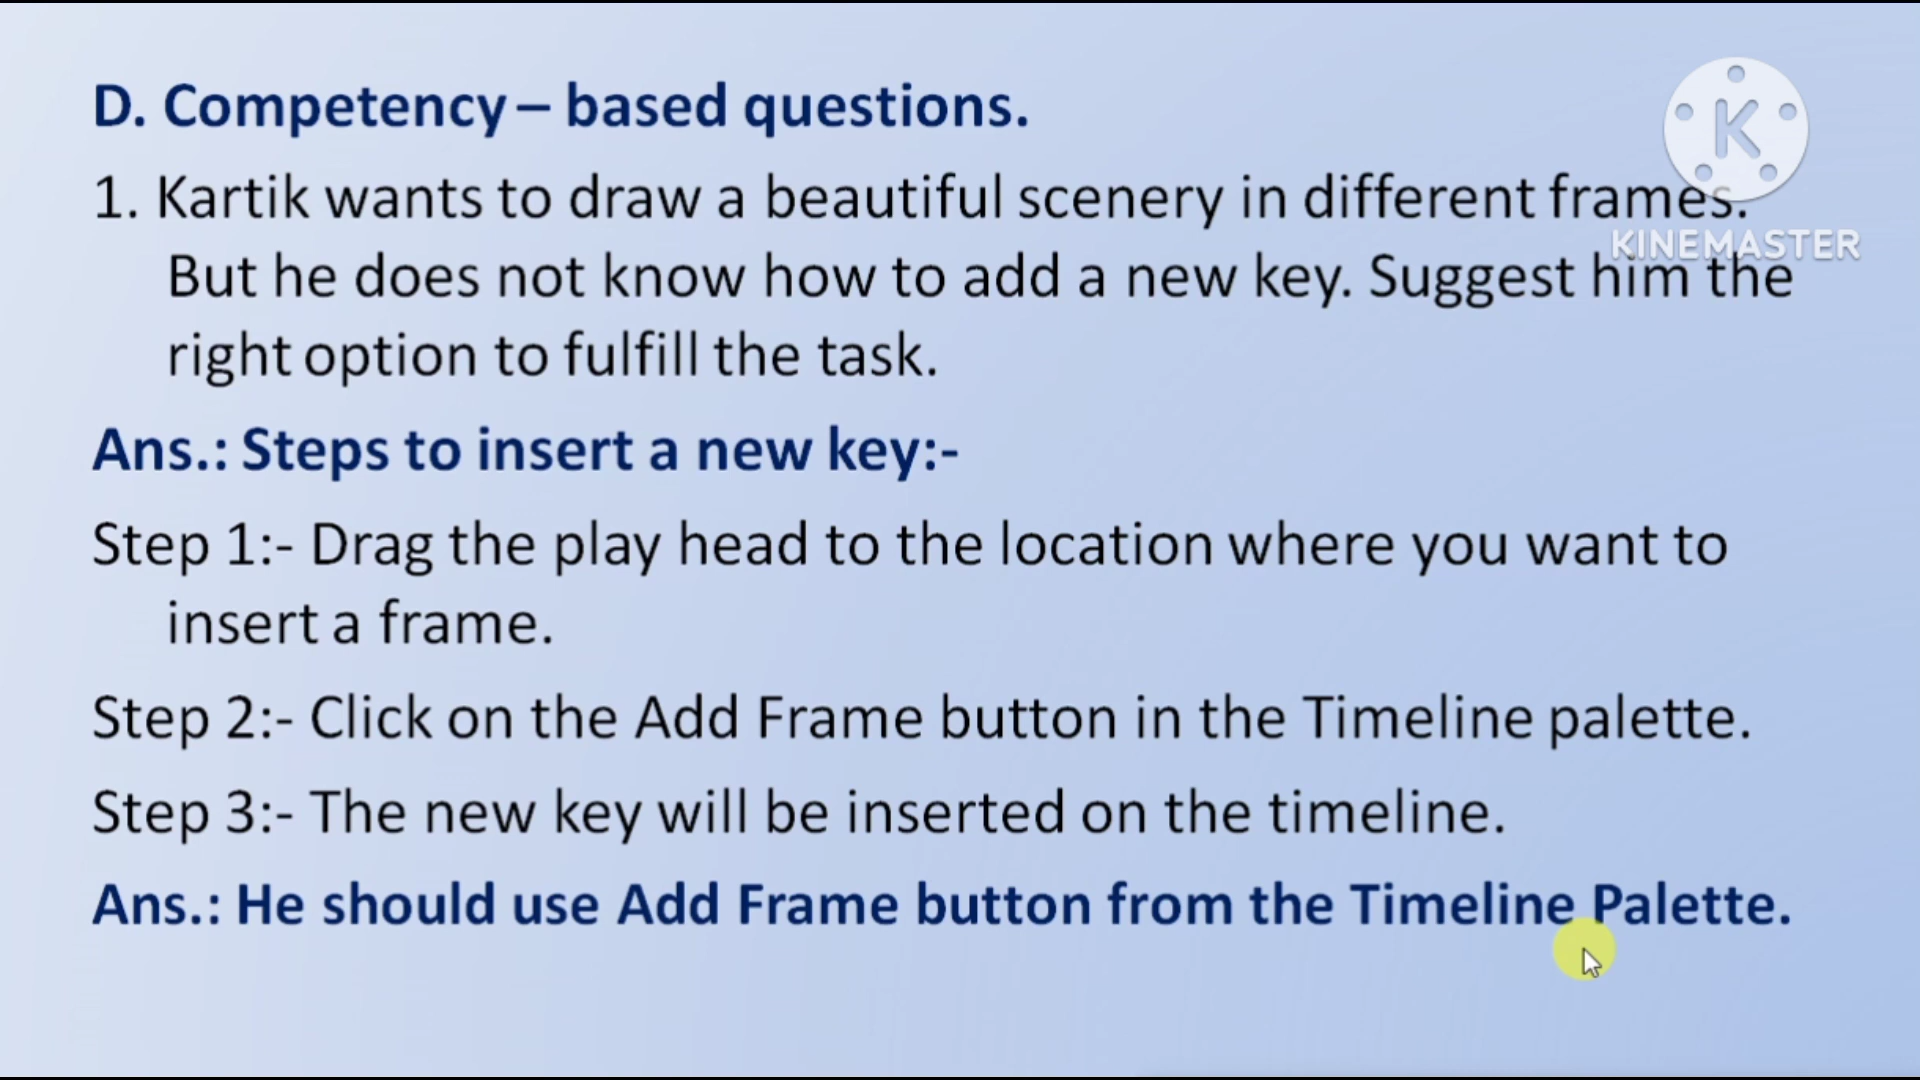 D. Competency – based questions.
K
1. Kartik wants to draw a beautiful scenery in different frames.
KINEMASTER
But he does not know how to add a new key. Suggest him the
right option to fulfill the task.
Ans.: Steps to insert a new key:-
Step 1:- Drag the play head to the location where you want to
insert a frame.
Step 2:- Click on the Add Frame button in the Timeline palette.
Step 3:- The new key will be inserted on the timeline.
Ans.: He should use Add Frame button from the Timeline Palette.